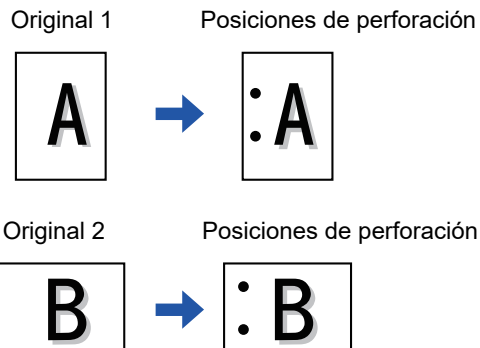 Original 1 Posiciones de perforación
A A
Original 2 Posiciones de perforación
B B